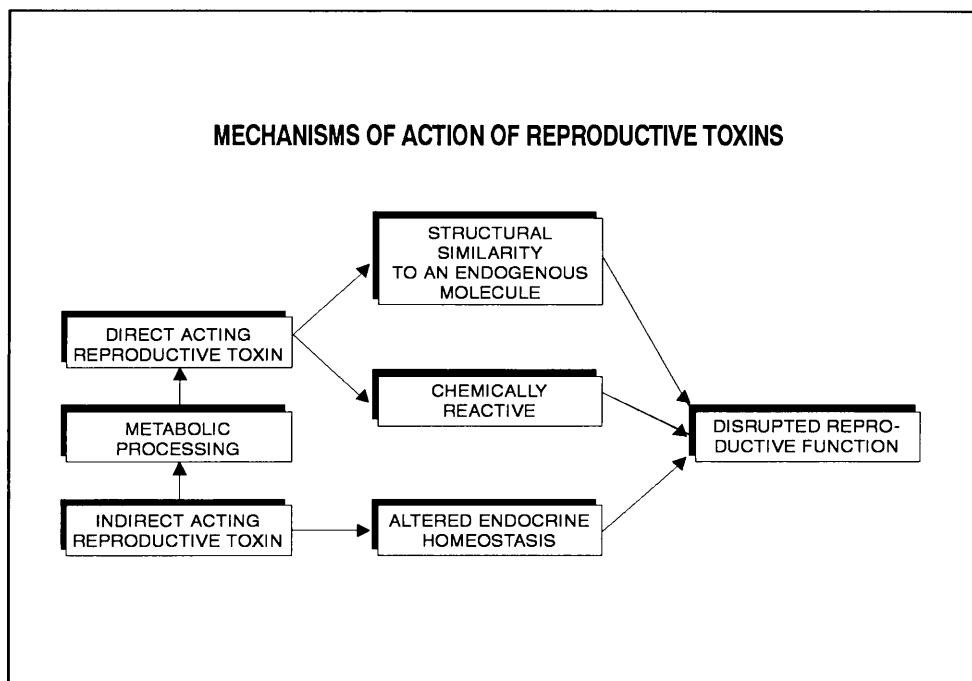 MECHANISMS OF ACTION OF REPRODUCTIVE TOXINS
STRUCTURAL
SIMILARITY
TO AN ENDOGENOUS
MOLECULE
DIRECT ACTING
REPRODUCTIVE TOXIN
CHEMICALLY
REACTIVE
METABOLIC
PROCESSING
DISRUPTED REPRO-
DUCTIVE FUNCTION
INDIRECT ACTING
REPRODUCTIVE TOXIN
ALTERED ENDOCRINE
HOMEOSTASIS